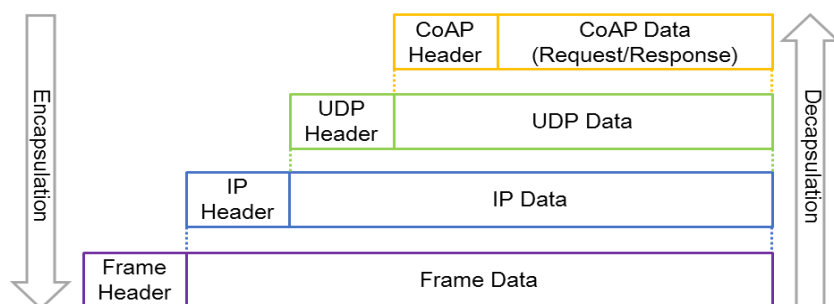 CoAP
Header
CoAP Data
(Request/Response)
UDP
Header
UDP Data
IP
Header
IP Data
Frame
Header
Frame Data
Encapsulation
Decapsulation